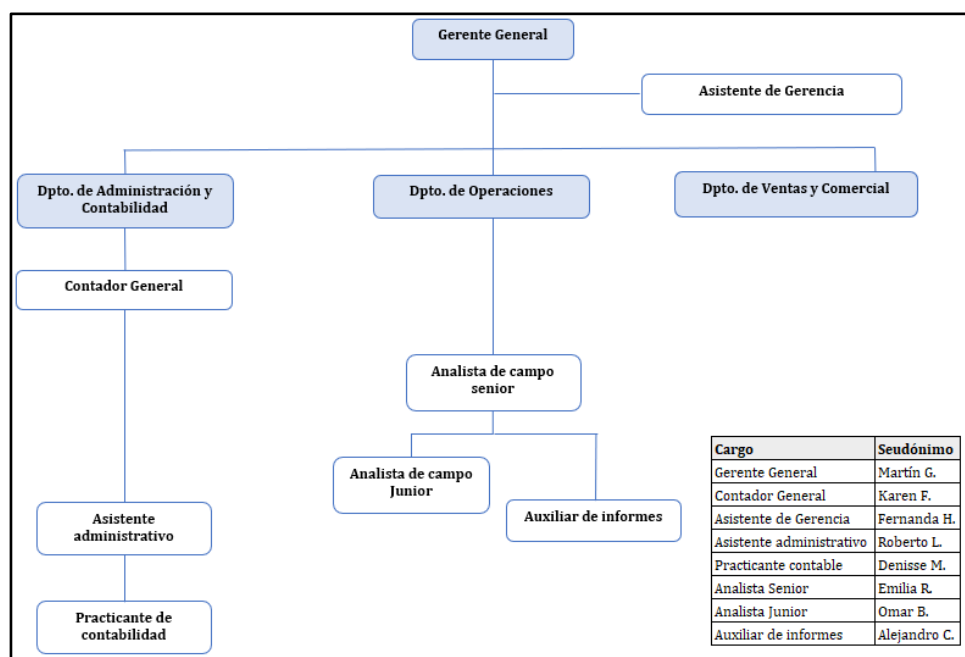 Gerente General
Asistente de Gerencia
Dpto. de Administración y
Contabilidad
Dpto. de Operaciones
Dpto. de Ventas y Comercial
Contador General
Analista de campo
senior
Analista de campo
Junior
Auxiliar de informes
Asistente
administrativo
Practicante de
contabilidad
Cargo Seudónimo
Gerente General Martín G.
Contador General Karen F.
Asistente de Gerencia Fernanda H.
Asistente administrativo Roberto L.
Practicante contable Denisse M.
Analista Senior Emilia R.
Analista Junior Omar B.
Auxiliar de informes Alejandro C.